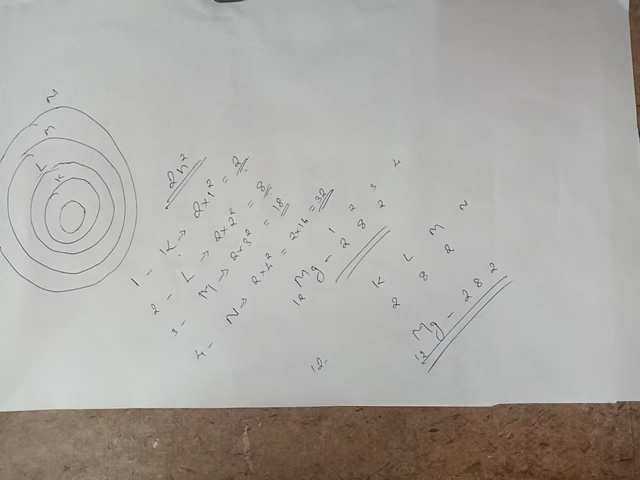 N
M
L
K
2n²
1 - K → 2×1² = 2
2 - L → 2×2² = 8
3 - M → 2×3² = 18
4 - N → 2×4² = 2×16 = 32
1 2 3 4
12 Mg - 2 8 2
K L M N
2 8 2
12 Mg - 2 8 2
12-